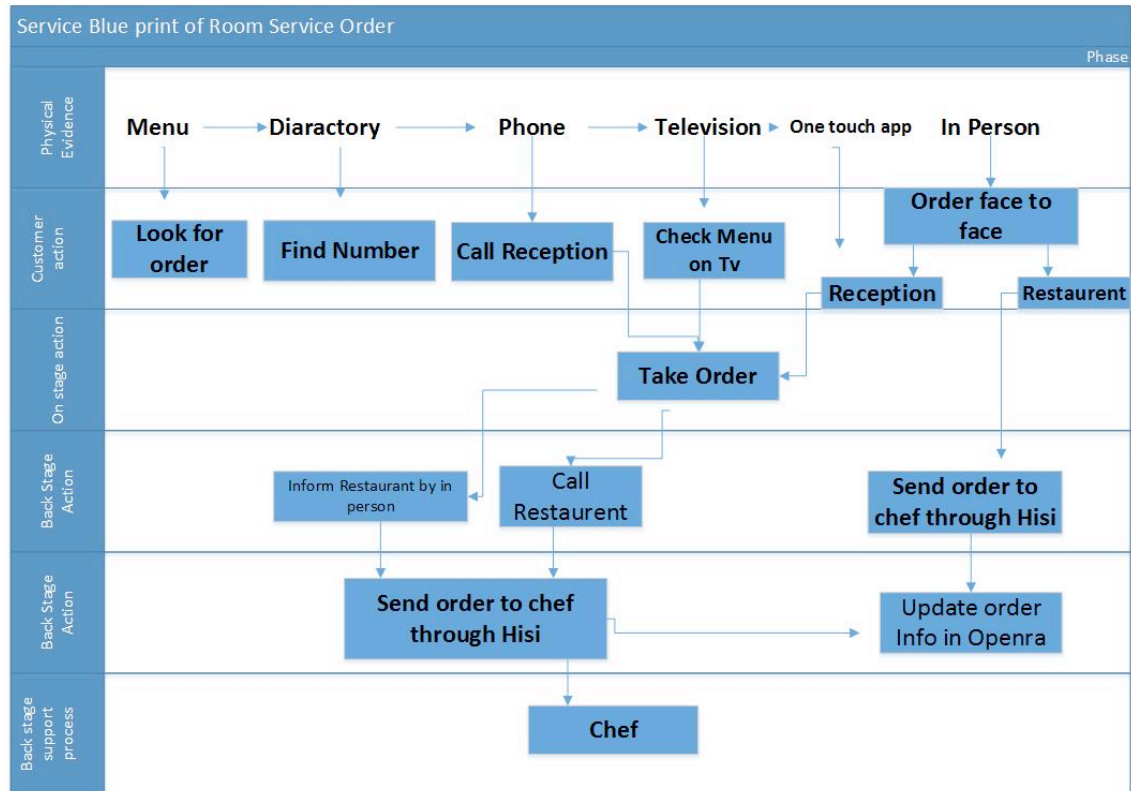 Service Blue print of Room Service Order
Phase
Physical
Evidence
Menu
Diaractory
Phone
Television
One touch app
In Person
Customer
action
Look for
order
Find Number
Call Reception
Check Menu
on Tv
Order face to
face
Reception
Restaurent
On stage action
Take Order
Back Stage
Action
Inform Restaurant by in
person
Call
Restaurent
Send order to
chef through Hisi
Back Stage
Action
Send order to chef
through Hisi
Update order
Info in Openra
Back stage
support
process
Chef